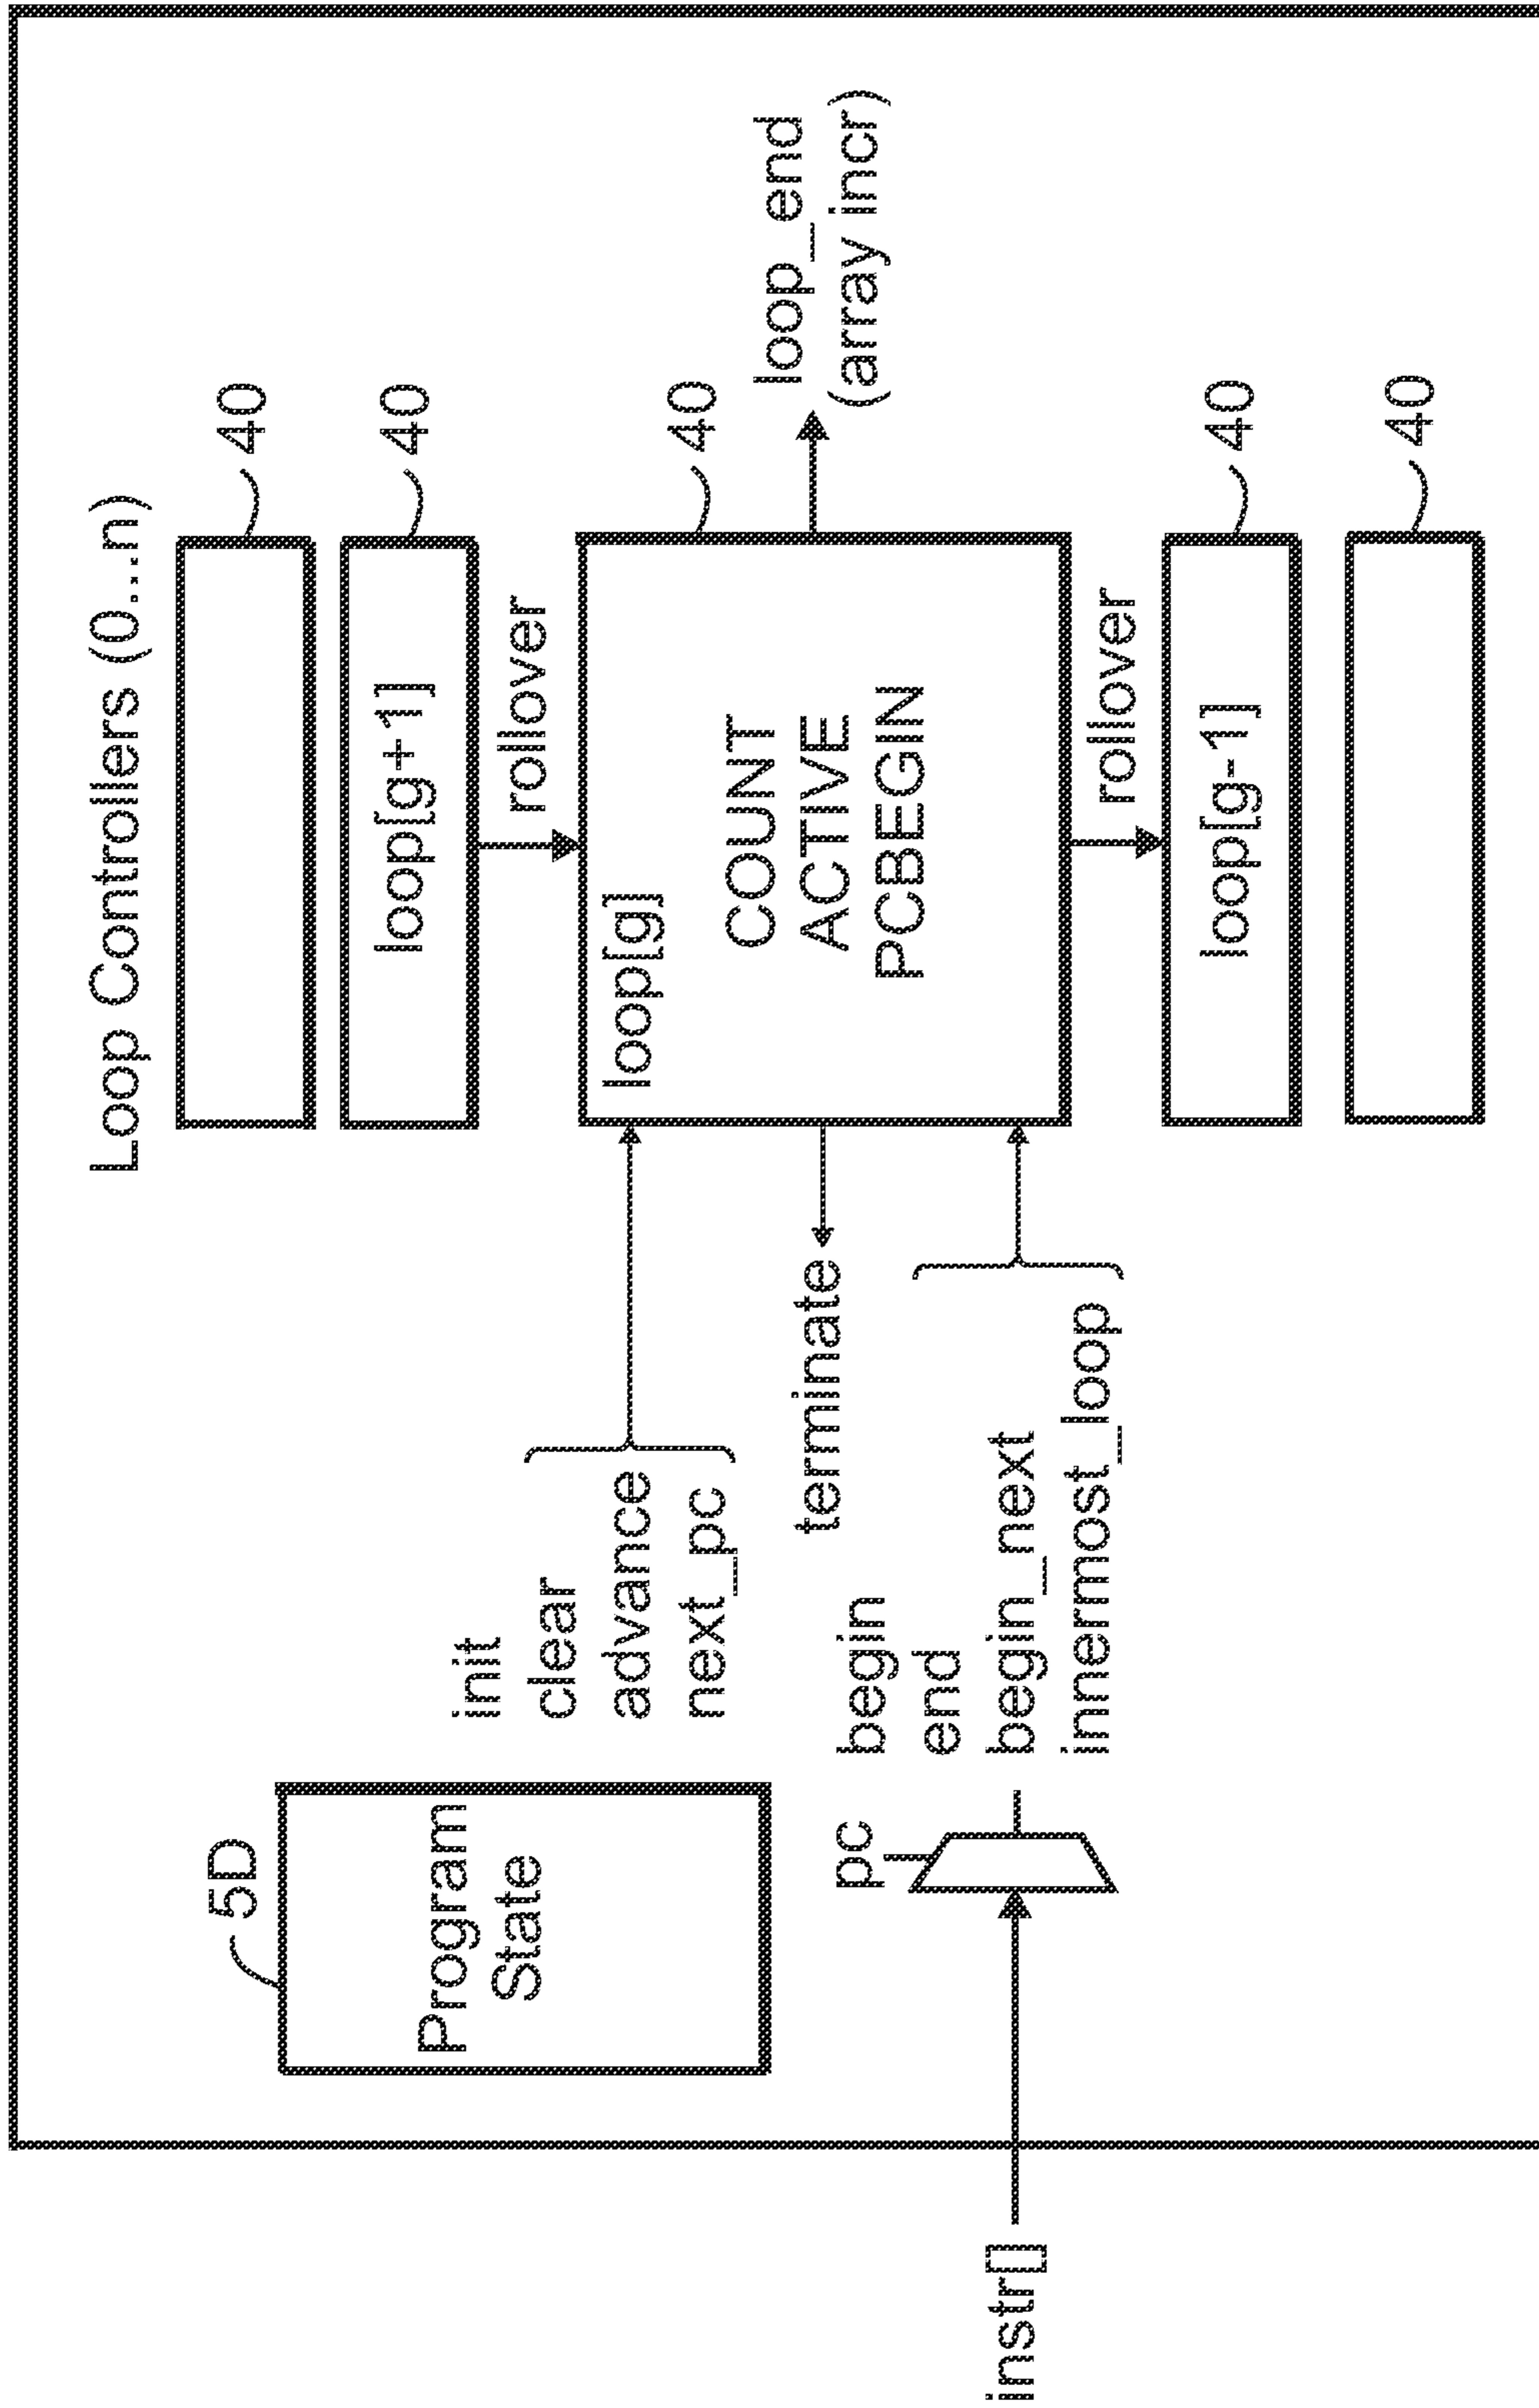 Loop Controllers (0...n)
40
loop[g+1]
40
rollover
loop[g]
40
COUNT
ACTIVE
PCBEGIN
loop_end
(array incr)
rollover
loop[g-1]
40
40
5D
Program
State
init
clear
advance
next_pc
terminate
pc
begin
end
begin_next
innermost_loop
instr[]